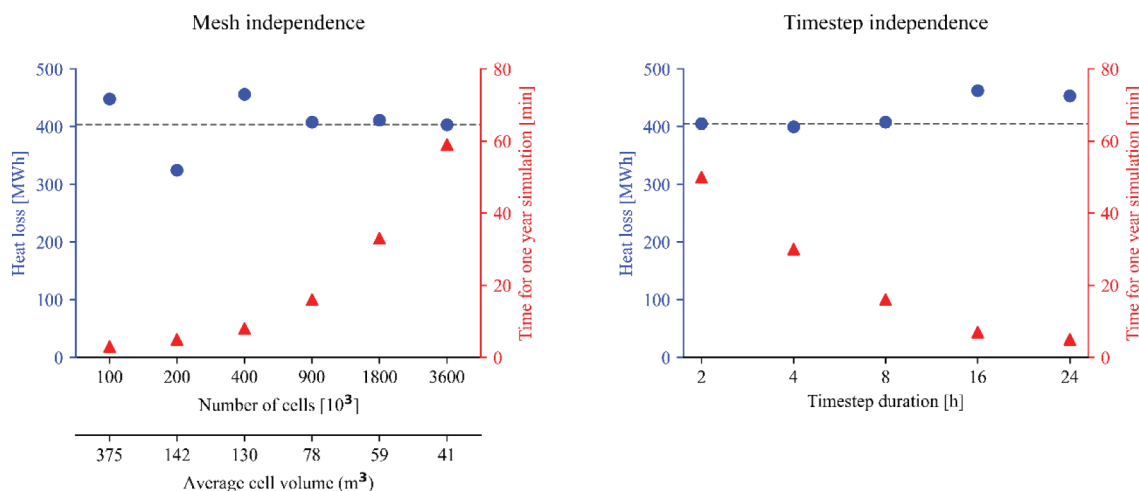 Mesh independence
500
400
300
200
100
0
Heat loss [MWh]
80
60
40
20
0
Time for one year simulation [min]
100 200 400 900 1800 3600
Number of cells [10³]
375 142 130 78 59 41
Average cell volume (m³)
Timestep independence
500
400
300
200
100
0
Heat loss [MWh]
80
60
40
20
0
Time for one year simulation [min]
2 4 8 16 24
Timestep duration [h]